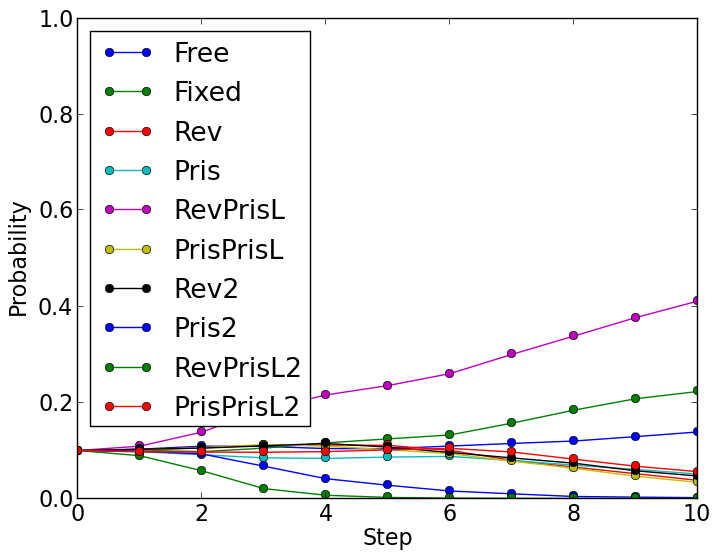 1.0
0.8
0.6
0.4
0.2
0.0
Probability
Free
Fixed
Rev
Pris
RevPrisL
PrisPrisL
Rev2
Pris2
RevPrisL2
PrisPrisL2
0 2 4 6 8 10
Step